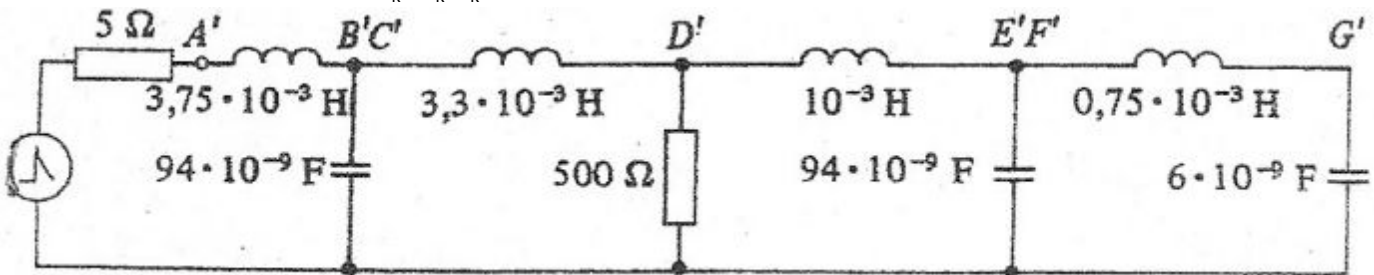 5 Ω A' B'C' D' E'F' G'
3,75·10⁻³ H 3,3·10⁻³ H 10⁻³ H 0,75·10⁻³ H
94·10⁻⁹ F 500 Ω 94·10⁻⁹ F 6·10⁻⁹ F